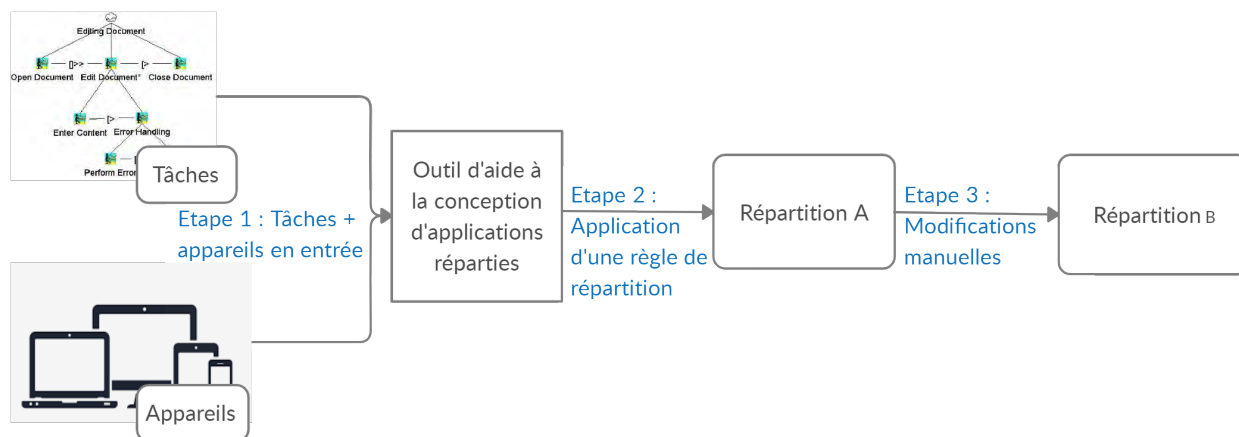 Editing Document
[]>> [>
Open Document Edit Document* Close Document
[>
Enter Content Error Handling
Perform Error
Tâches
Etape 1 : Tâches +
appareils en entrée
Appareils
Outil d'aide à
la conception
d'applications
réparties
Etape 2 :
Application
d'une règle de
répartition
Répartition A
Etape 3 :
Modifications
manuelles
Répartition B